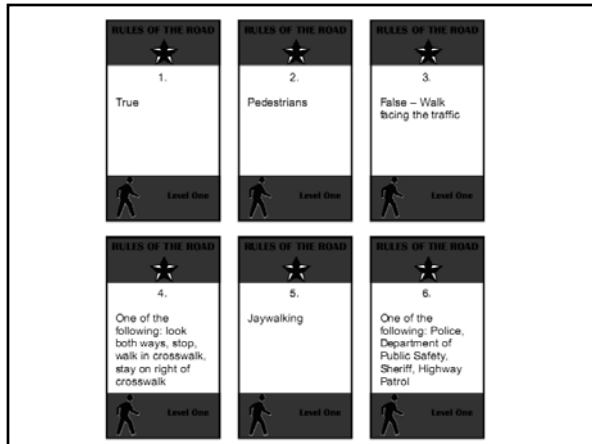 RULES OF THE ROAD
1.
True
Level One
RULES OF THE ROAD
2.
Pedestrians
Level One
RULES OF THE ROAD
3.
False – Walk
facing the traffic
Level One
RULES OF THE ROAD
4.
One of the
following: look
both ways, stop,
walk in crosswalk,
stay on right of
crosswalk
Level One
RULES OF THE ROAD
5.
Jaywalking
Level One
RULES OF THE ROAD
6.
One of the
following: Police,
Department of
Public Safety,
Sheriff, Highway
Patrol
Level One